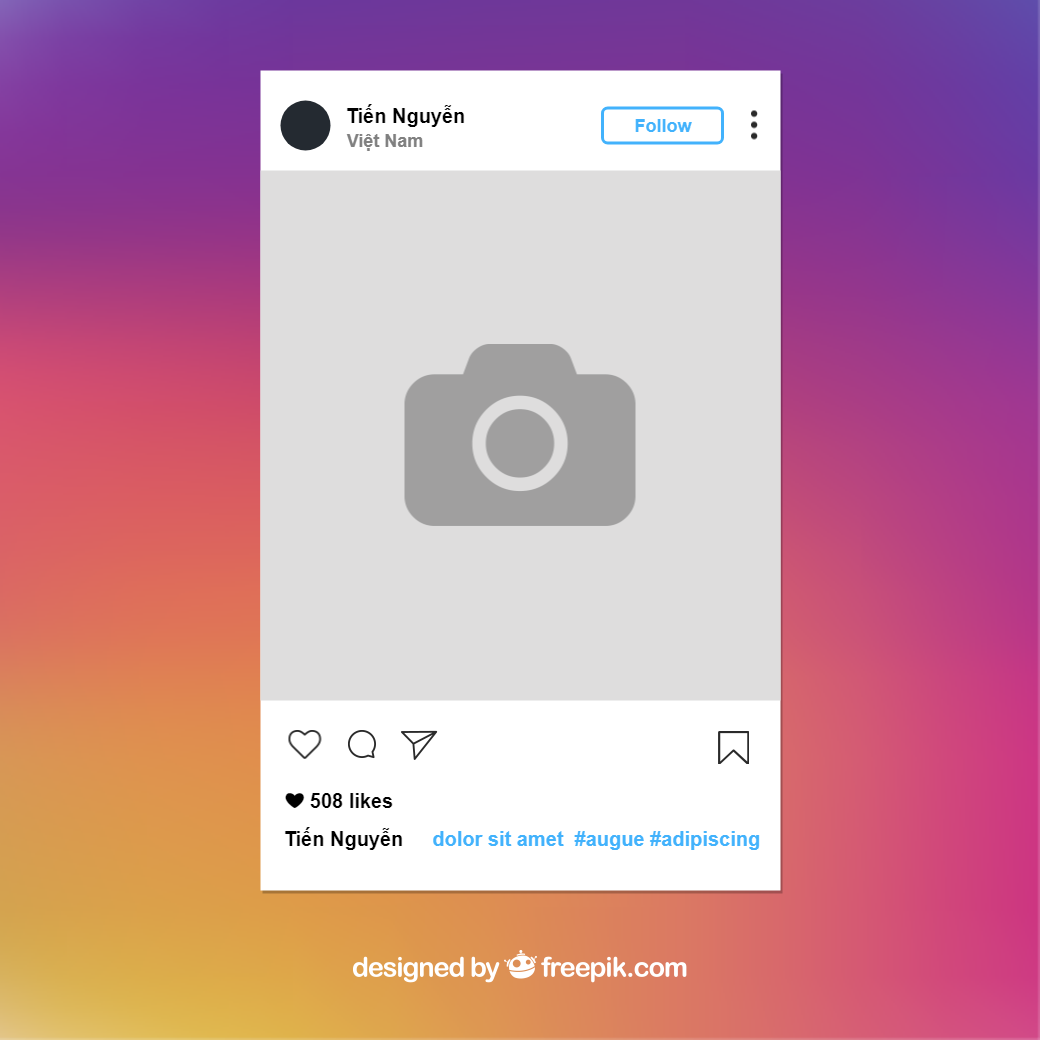 Tiến Nguyễn
Việt Nam
Follow
508 likes
Tiến Nguyễn dolor sit amet #augue #adipiscing
designed by freepik.com